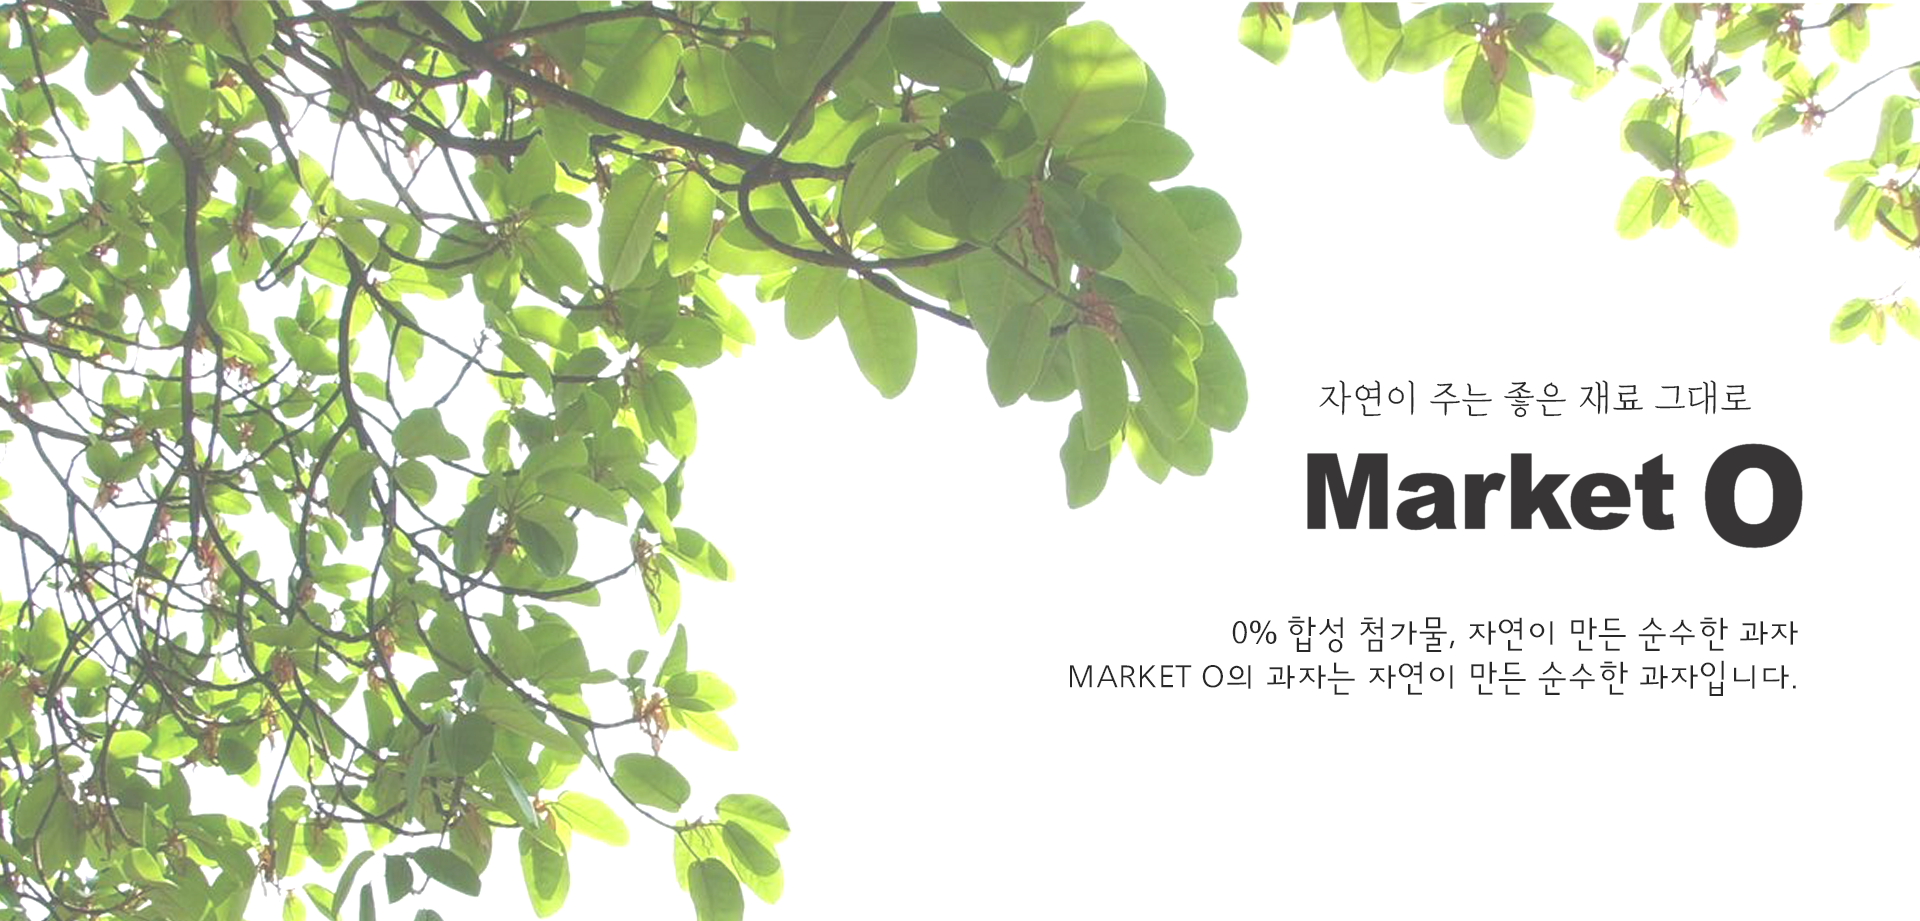 자연이 주는 좋은 재료 그대로
Market O
0% 합성 첨가물, 자연이 만든 순수한 과자
MARKET O의 과자는 자연이 만든 순수한 과자입니다.